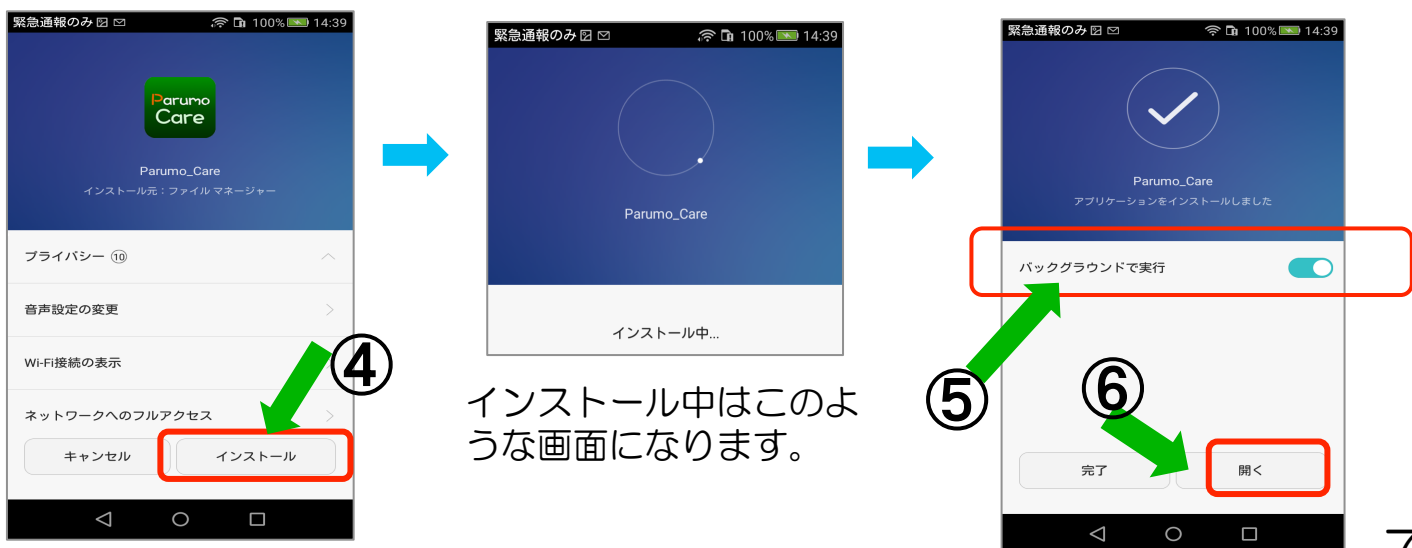 緊急通報のみ 100% 14:39
Parumo
Care
Parumo_Care
インストール元：ファイル マネージャー
プライバシー ⑩
音声設定の変更
Wi-Fi接続の表示
ネットワークへのフルアクセス
キャンセル インストール
④
緊急通報のみ 100% 14:39
Parumo_Care
インストール中...
インストール中はこのよ
うな画面になります。
緊急通報のみ 100% 14:39
Parumo_Care
アプリケーションをインストールしました
バックグラウンドで実行
⑤
⑥
完了 開く